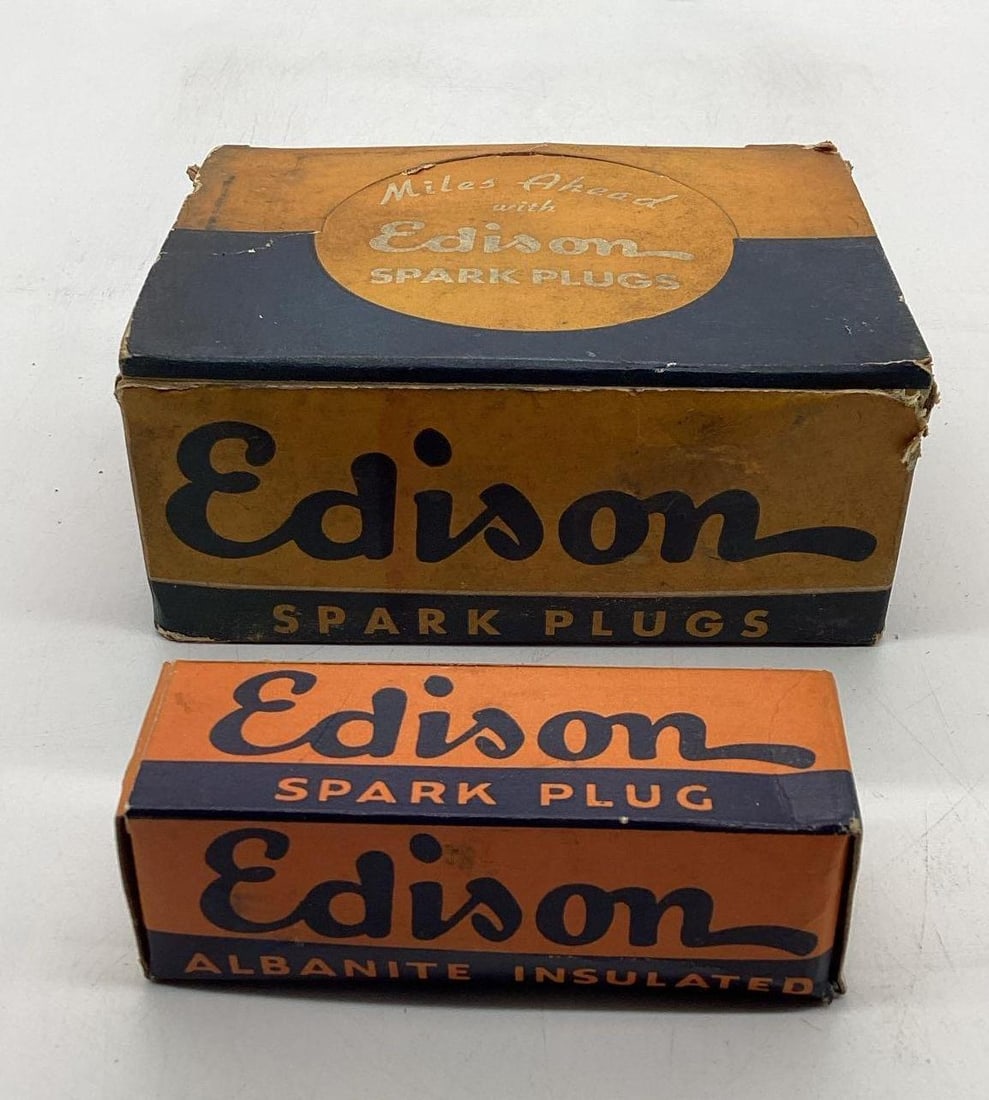 Miles Ahead
with
Edison
SPARK PLUGS
Edison
SPARK PLUGS
Edison
SPARK PLUG
Edison
ALBANITE INSULATED